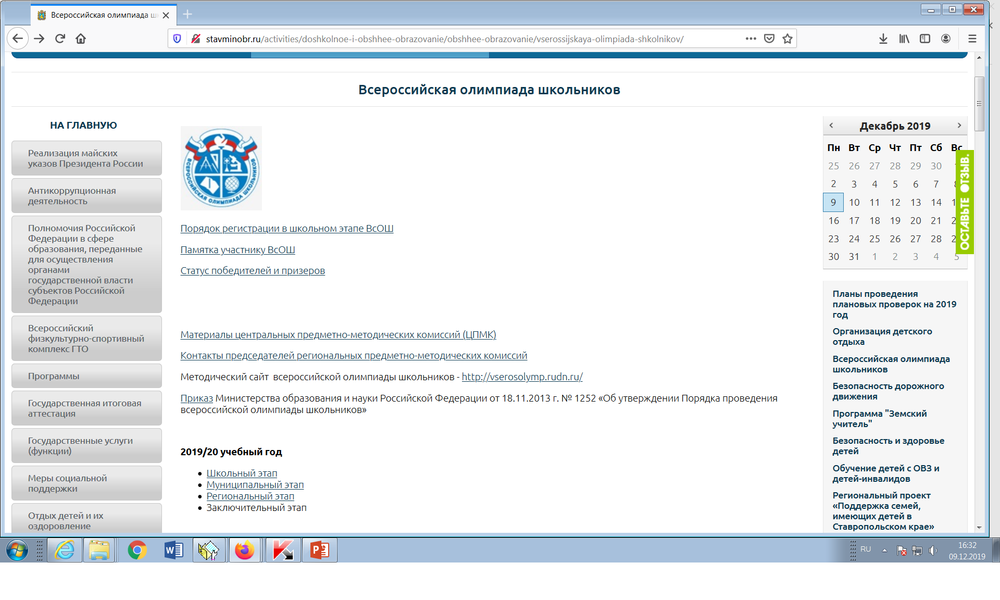 Всероссийская олимпиада ш
stavminobr.ru/activities/doshkolnoe-i-obshhee-obrazovanie/obshhee-obrazovanie/vserossijskaya-olimpiada-shkolnikov/
Всероссийская олимпиада школьников
НА ГЛАВНУЮ
Реализация майских
указов Президента России
Антикоррупционная
деятельность
Полномочия Российской
Федерации в сфере
образования, переданные
для осуществления
органами
государственной власти
субъектов Российской
Федерации
Всероссийский
физкультурно-спортивный
комплекс ГТО
Программы
Государственная итоговая
аттестация
Государственные услуги
(функции)
Меры социальной
поддержки
Отдых детей и их
оздоровление
ВСЕРОССИЙСКАЯ ОЛИМПИАДА ШКОЛЬНИКОВ
Порядок регистрации в школьном этапе ВсОШ
Памятка участнику ВсОШ
Статус победителей и призеров
Материалы центральных предметно-методических комиссий (ЦПМК)
Контакты председателей региональных предметно-методических комиссий
Методический сайт всероссийской олимпиады школьников - http://vserosolymp.rudn.ru/
Приказ Министерства образования и науки Российской Федерации от 18.11.2013 г. № 1252 «Об утверждении Порядка проведения
всероссийской олимпиады школьников»
2019/20 учебный год
Школьный этап
Муниципальный этап
Региональный этап
Заключительный этап
Декабрь 2019
Пн Вт Ср Чт Пт Сб Вс
25 26 27 28 29 30
2 3 4 5 6 7
9 10 11 12 13 14
16 17 18 19 20 21
23 24 25 26 27 28
30 31 1 2 3 4 5
ОСТАВЬТЕ ОТЗЫВ.
Планы проведения
плановых проверок на 2019
год
Организация детского
отдыха
Всероссийская олимпиада
школьников
Безопасность дорожного
движения
Программа "Земский
учитель"
Безопасность и здоровье
детей
Обучение детей с ОВЗ и
детей-инвалидов
Региональный проект
«Поддержка семей,
имеющих детей в
Ставропольском крае»
RU
16:32
09.12.2019